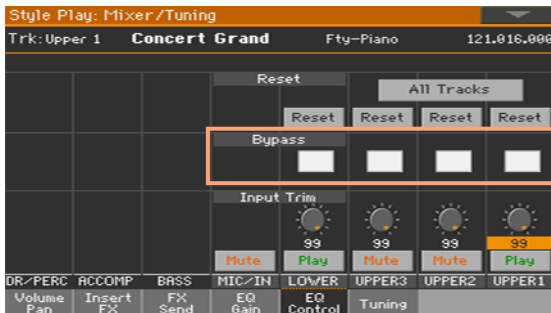 Style Play: Mixer/Tuning
Trk:Upper 1 Concert Grand Fty-Piano 121.016.000
Reset All Tracks
Reset Reset Reset Reset
Bypass
Input Trim
99 99 99 99
Mute Play Mute Mute Play
DR/PERC ACCOMP BASS MIC/IN LOWER UPPER3 UPPER2 UPPER1
Volume Pan Insert FX FX Send EQ Gain EQ Control Tuning